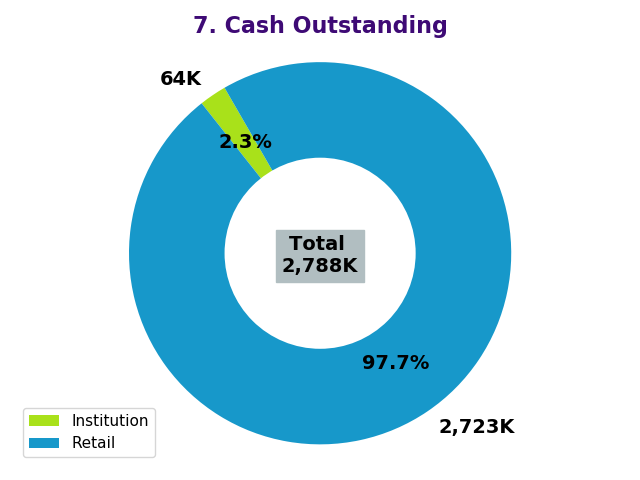 7. Cash Outstanding
64K
2.3%
Total
2,788K
97.7%
2,723K
Institution
Retail